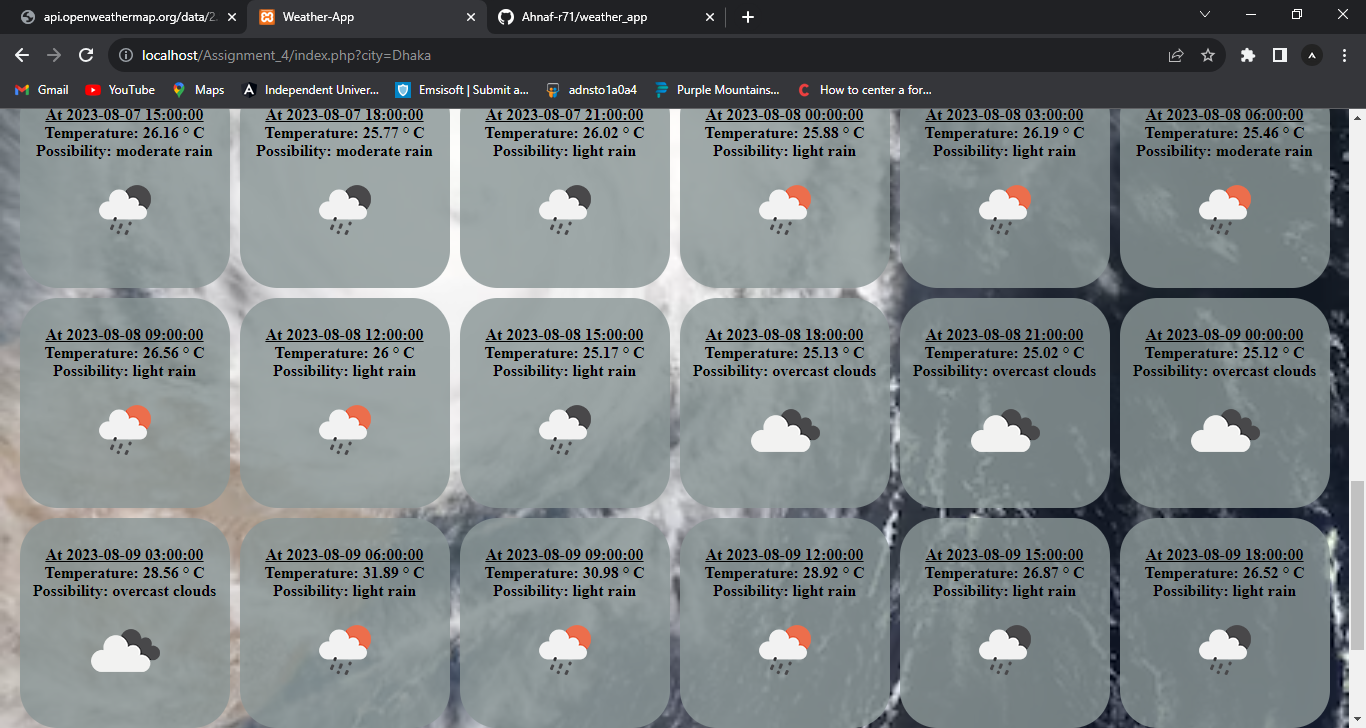 api.openweathermap.org/data/2.
Weather-App
Ahnaf-r71/weather_app
localhost/Assignment_4/index.php?city=Dhaka
Gmail
YouTube
Maps
Independent Univer...
Emsisoft | Submit a...
adnsto1a0a4
Purple Mountains...
How to center a for...
At 2023-08-07 15:00:00
Temperature: 26.16 ° C
Possibility: moderate rain
At 2023-08-07 18:00:00
Temperature: 25.77 ° C
Possibility: moderate rain
At 2023-08-07 21:00:00
Temperature: 26.02 ° C
Possibility: light rain
At 2023-08-08 00:00:00
Temperature: 25.88 ° C
Possibility: light rain
At 2023-08-08 03:00:00
Temperature: 26.19 ° C
Possibility: light rain
At 2023-08-08 06:00:00
Temperature: 25.46 ° C
Possibility: moderate rain
At 2023-08-08 09:00:00
Temperature: 26.56 ° C
Possibility: light rain
At 2023-08-08 12:00:00
Temperature: 26 ° C
Possibility: light rain
At 2023-08-08 15:00:00
Temperature: 25.17 ° C
Possibility: light rain
At 2023-08-08 18:00:00
Temperature: 25.13 ° C
Possibility: overcast clouds
At 2023-08-08 21:00:00
Temperature: 25.02 ° C
Possibility: overcast clouds
At 2023-08-09 00:00:00
Temperature: 25.12 ° C
Possibility: overcast clouds
At 2023-08-09 03:00:00
Temperature: 28.56 ° C
Possibility: overcast clouds
At 2023-08-09 06:00:00
Temperature: 31.89 ° C
Possibility: light rain
At 2023-08-09 09:00:00
Temperature: 30.98 ° C
Possibility: light rain
At 2023-08-09 12:00:00
Temperature: 28.92 ° C
Possibility: light rain
At 2023-08-09 15:00:00
Temperature: 26.87 ° C
Possibility: light rain
At 2023-08-09 18:00:00
Temperature: 26.52 ° C
Possibility: light rain